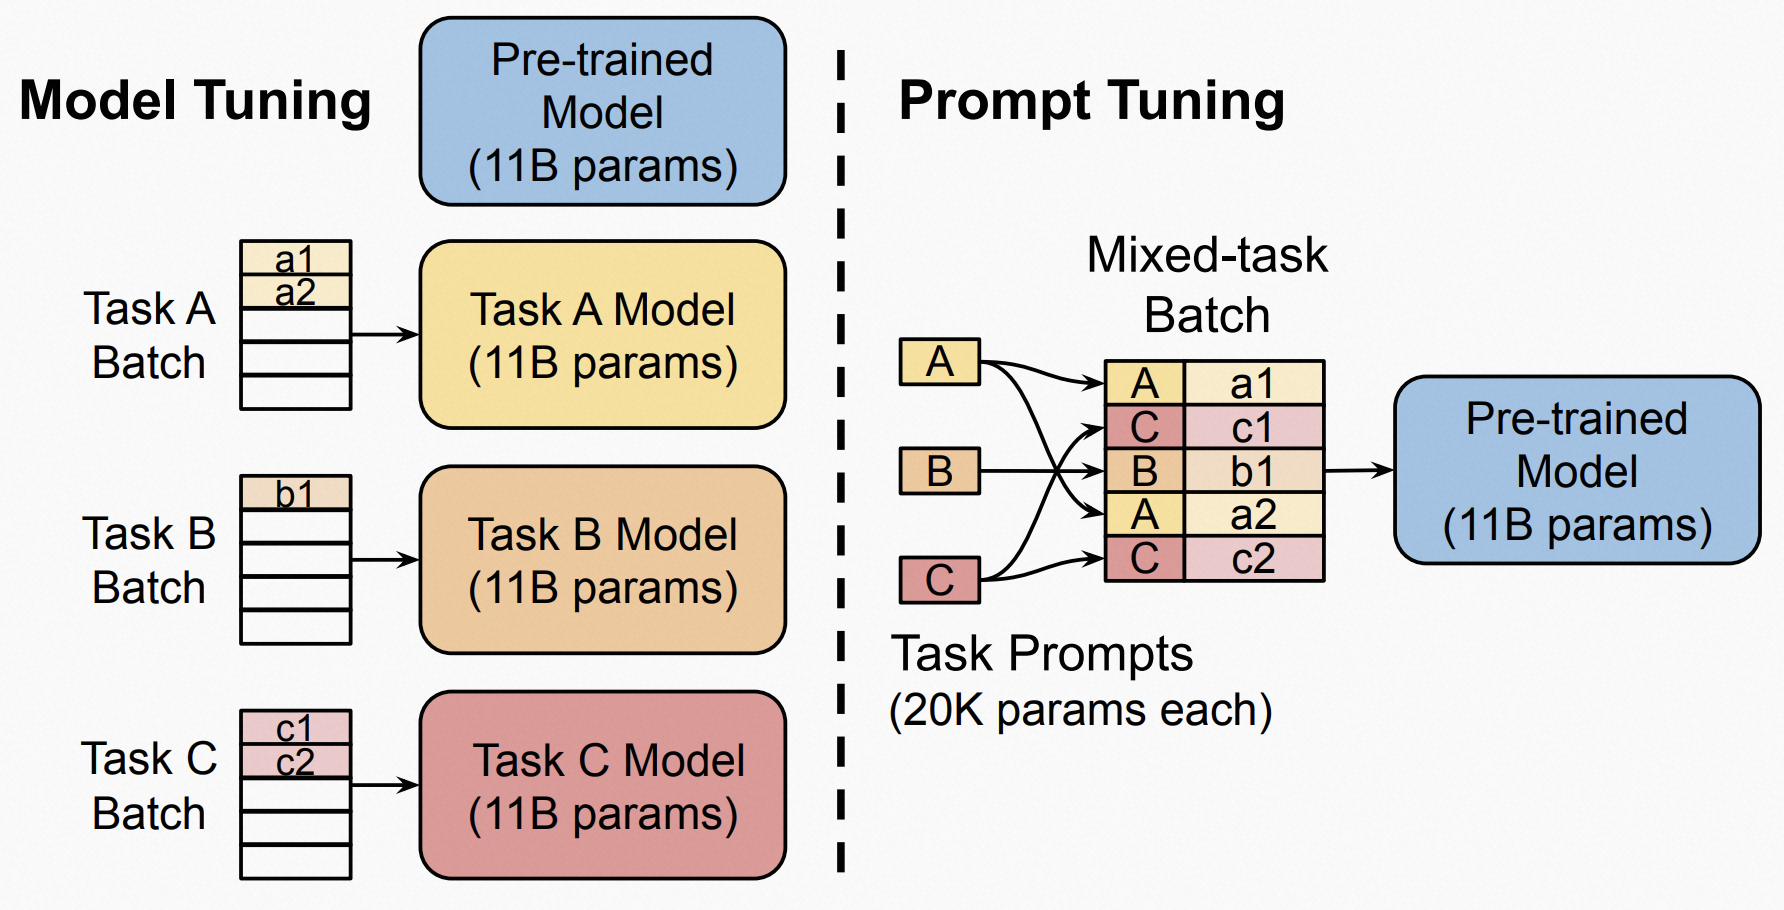 Model Tuning
Pre-trained
Model
(11B params)
a1
a2
Task A
Batch
Task A Model
(11B params)
b1
Task B
Batch
Task B Model
(11B params)
c1
c2
Task C
Batch
Task C Model
(11B params)
Prompt Tuning
Mixed-task
Batch
A
B
C
A a1
C c1
B b1
A a2
C c2
Pre-trained
Model
(11B params)
Task Prompts
(20K params each)